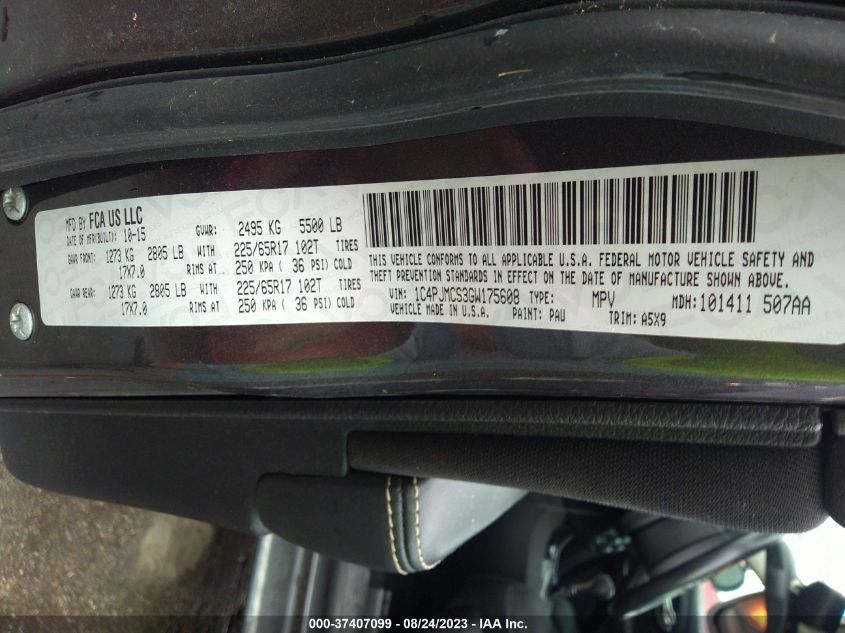 MFD BY FCA US LLC
DATE OF MFR(BUILT): 10-15 GVWR: 2495 KG 5500 LB
GAWR FRONT: 1273 KG 2805 LB WITH 225/65R17 102T TIRES
17X7.0 RIMS AT 250 KPA ( 36 PSI) COLD
GAWR REAR: 1273 KG 2805 LB WITH 225/65R17 102T TIRES
17X7.0 RIMS AT 250 KPA ( 36 PSI) COLD
THIS VEHICLE CONFORMS TO ALL APPLICABLE U.S.A. FEDERAL MOTOR VEHICLE SAFETY AND
THEFT PREVENTION STANDARDS IN EFFECT ON THE DATE OF MANUFACTURE SHOWN ABOVE.
VIN: 1C4PJMCS3GW175608 TYPE: MPV MDH: 101411 507AA
VEHICLE MADE IN U.S.A. PAINT: PAU TRIM: A5X9
000-37407099 - 08/24/2023 - IAA Inc.